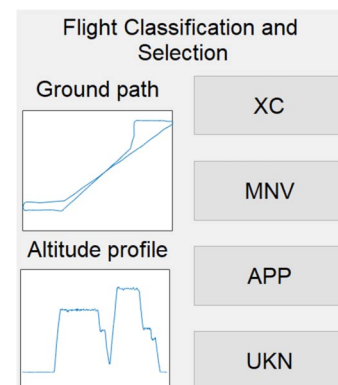 Flight Classification and
Selection
Ground path
XC
MNV
Altitude profile
APP
UKN